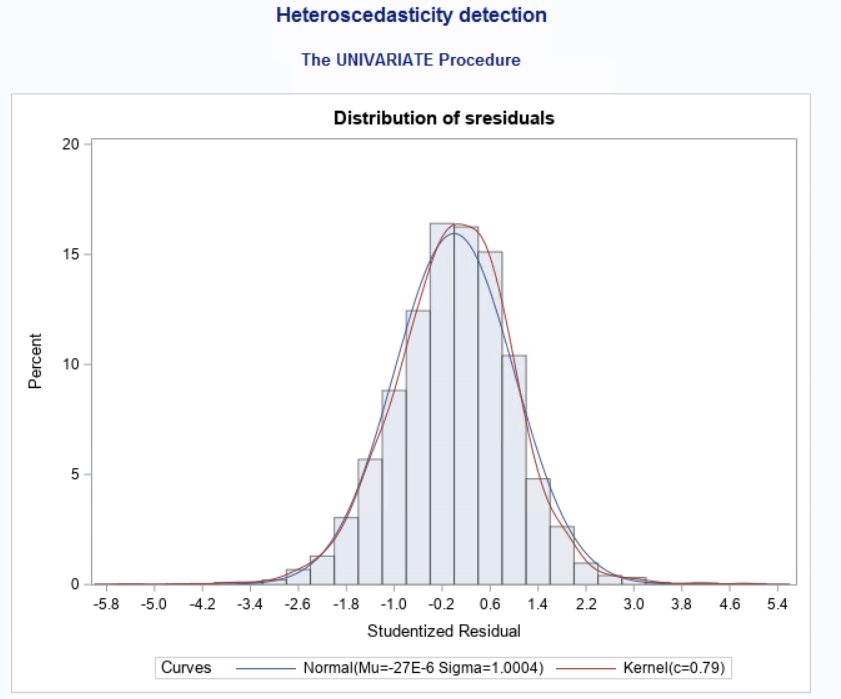 Heteroscedasticity detection
The UNIVARIATE Procedure
Distribution of sresiduals
20
15
10
5
0
Percent
-5.8 -5.0 -4.2 -3.4 -2.6 -1.8 -1.0 -0.2 0.6 1.4 2.2 3.0 3.8 4.6 5.4
Studentized Residual
Curves Normal(Mu=-27E-6 Sigma=1.0004) Kernel(c=0.79)